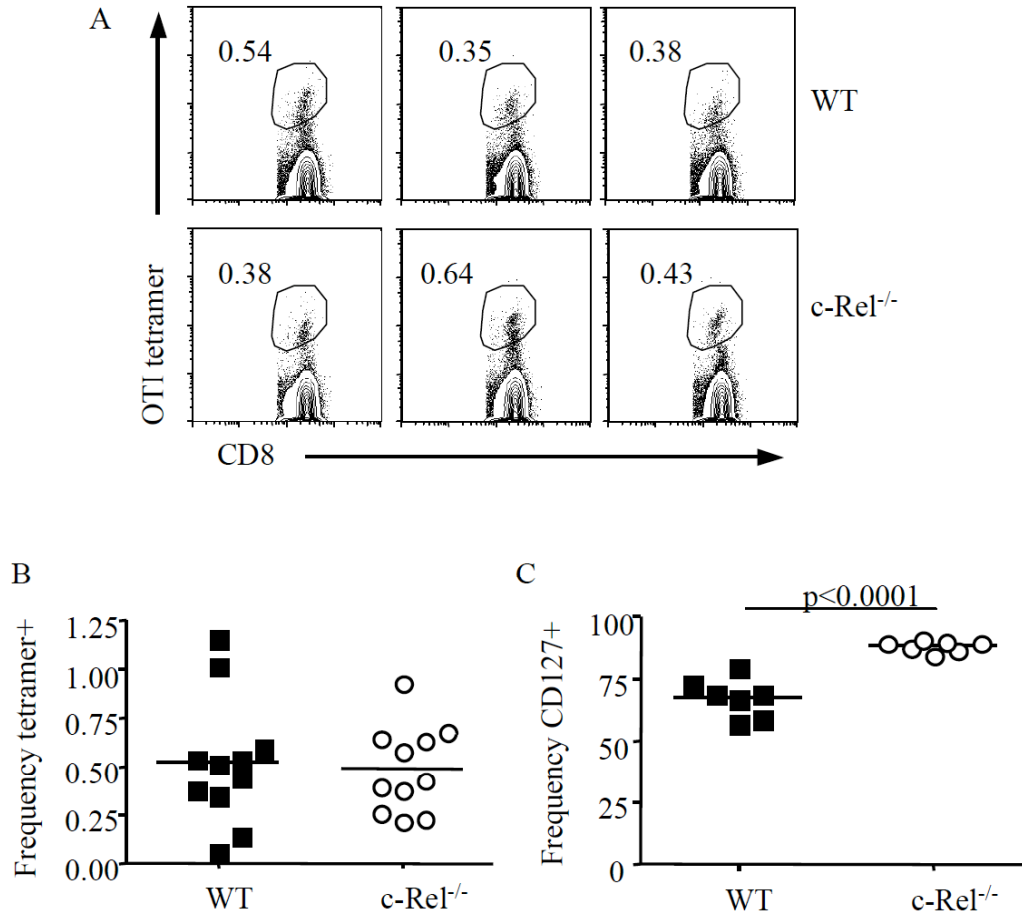 A
0.54
0.35
0.38
WT
0.38
0.64
0.43
c-Rel-/-
OTI tetramer
CD8
B
Frequency tetramer+
1.25
1.00
0.75
0.50
0.25
0.00
WT
c-Rel-/-
C
p<0.0001
Frequency CD127+
100
75
50
25
0
WT
c-Rel-/-